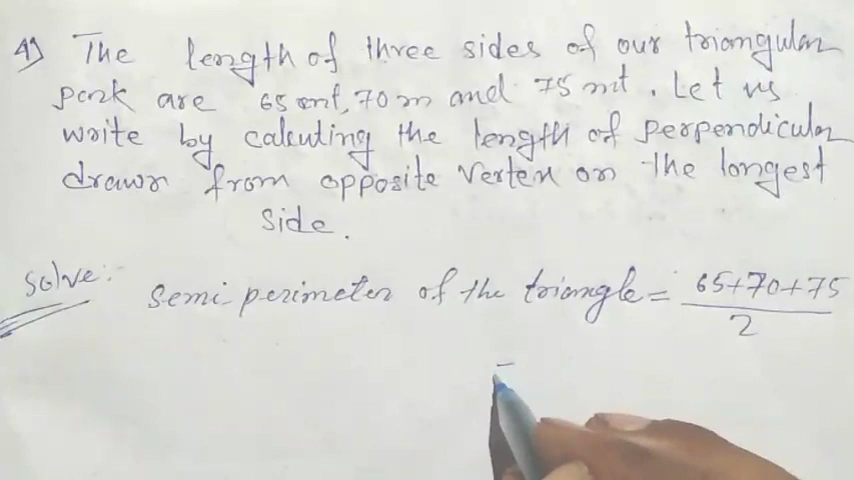 4) The length of three sides of our triangular
park are 65 mt, 70 m and 75 mt. Let us
write by calcuting the length of perpendicular
drawn from opposite vertex on the longest
side.
Solve:- Semi-perimeter of the triangle = 65+70+75
2
=